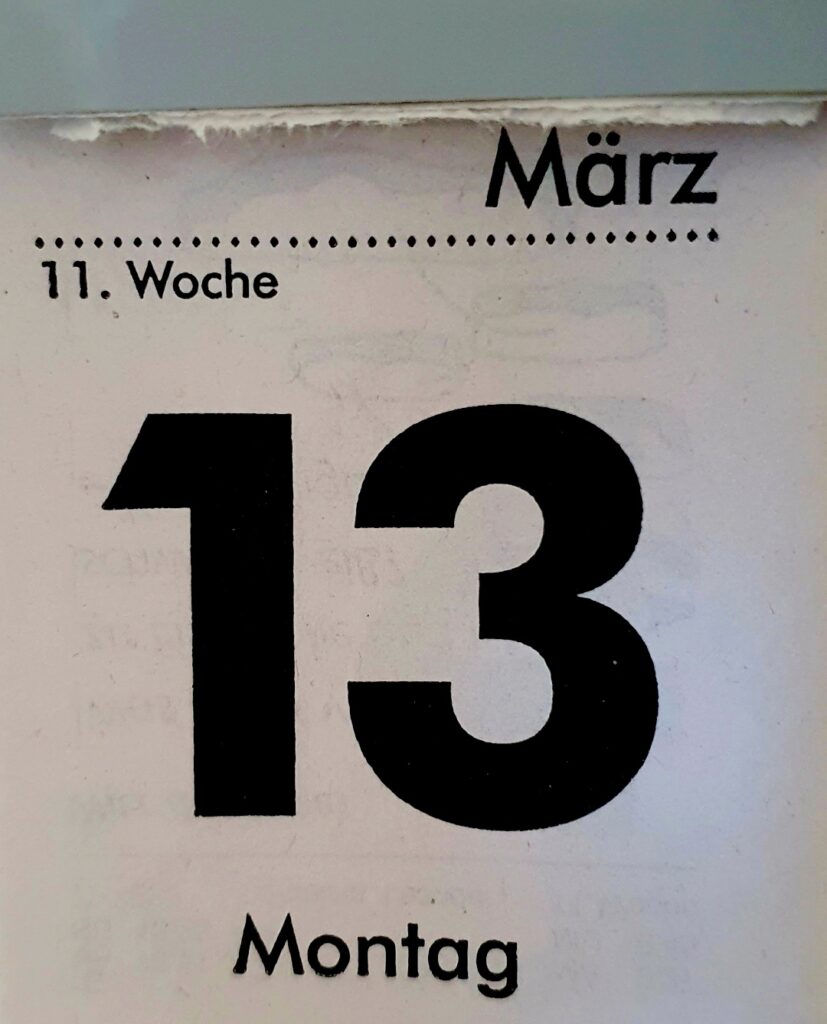 März
11. Woche
13
Montag